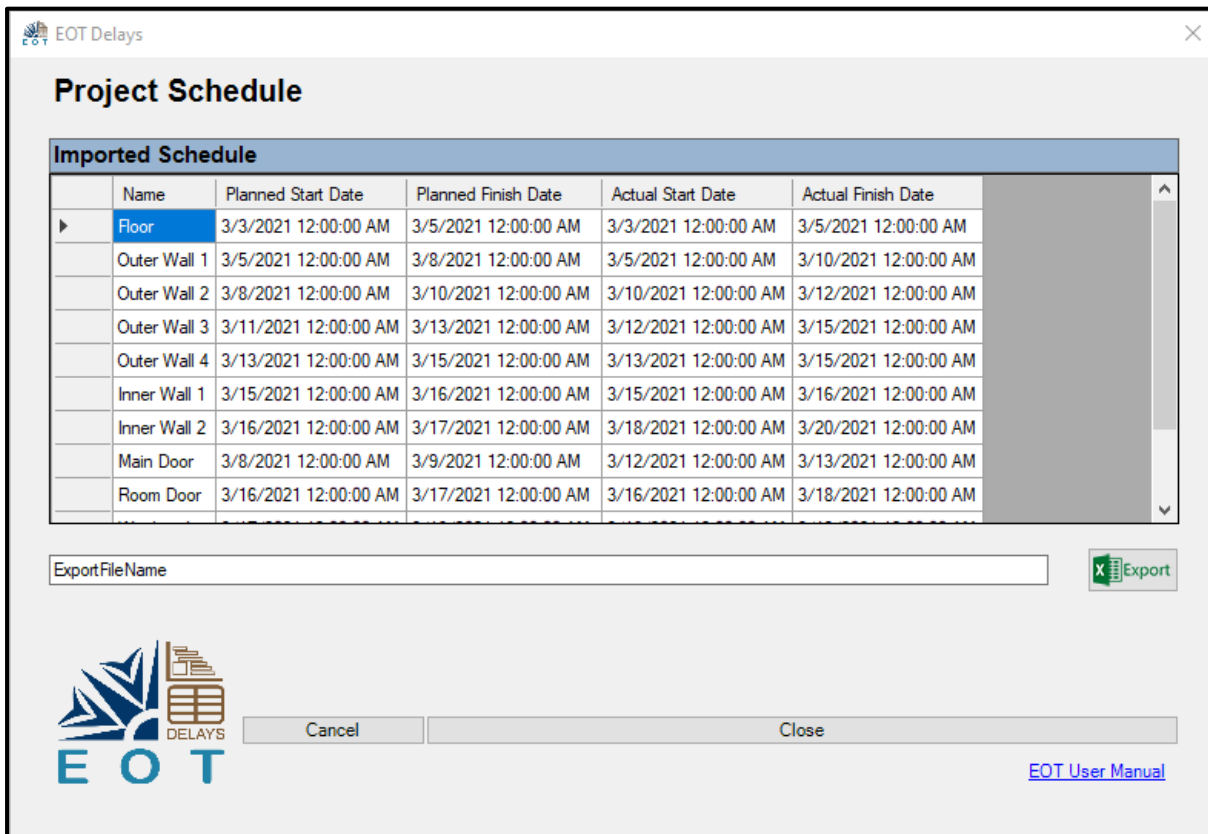 EOT Delays
Project Schedule
Imported Schedule
Name Planned Start Date Planned Finish Date Actual Start Date Actual Finish Date
Floor 3/3/2021 12:00:00 AM 3/5/2021 12:00:00 AM 3/3/2021 12:00:00 AM 3/5/2021 12:00:00 AM
Outer Wall 1 3/5/2021 12:00:00 AM 3/8/2021 12:00:00 AM 3/5/2021 12:00:00 AM 3/10/2021 12:00:00 AM
Outer Wall 2 3/8/2021 12:00:00 AM 3/10/2021 12:00:00 AM 3/10/2021 12:00:00 AM 3/12/2021 12:00:00 AM
Outer Wall 3 3/11/2021 12:00:00 AM 3/13/2021 12:00:00 AM 3/12/2021 12:00:00 AM 3/15/2021 12:00:00 AM
Outer Wall 4 3/13/2021 12:00:00 AM 3/15/2021 12:00:00 AM 3/13/2021 12:00:00 AM 3/15/2021 12:00:00 AM
Inner Wall 1 3/15/2021 12:00:00 AM 3/16/2021 12:00:00 AM 3/15/2021 12:00:00 AM 3/16/2021 12:00:00 AM
Inner Wall 2 3/16/2021 12:00:00 AM 3/17/2021 12:00:00 AM 3/18/2021 12:00:00 AM 3/20/2021 12:00:00 AM
Main Door 3/8/2021 12:00:00 AM 3/9/2021 12:00:00 AM 3/12/2021 12:00:00 AM 3/13/2021 12:00:00 AM
Room Door 3/16/2021 12:00:00 AM 3/17/2021 12:00:00 AM 3/16/2021 12:00:00 AM 3/18/2021 12:00:00 AM
ExportFileName
Export
DELAYS
EOT
Cancel
Close
EOT User Manual